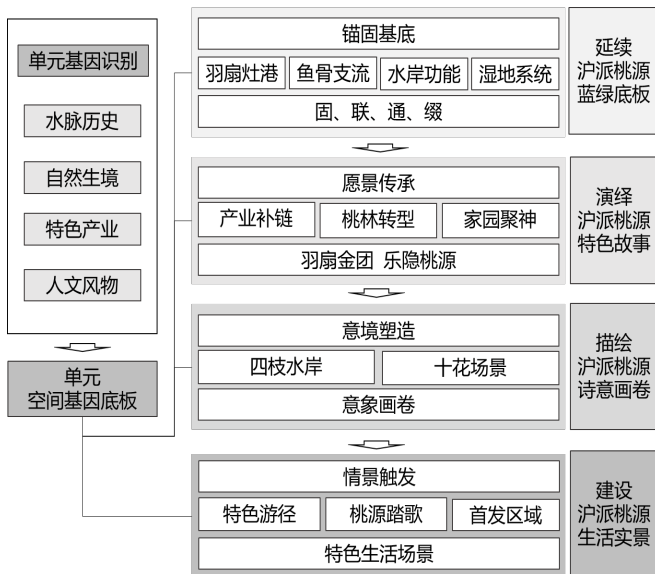 单元基因识别
水脉历史
自然生境
特色产业
人文风物
单元
空间基因底板
锚固基底
羽扇灶港
鱼骨支流
水岸功能
湿地系统
固、联、通、缀
延续
沪派桃源
蓝绿底板
愿景传承
产业补链
桃林转型
家园聚神
羽扇金团 乐隐桃源
演绎
沪派桃源
特色故事
意境塑造
四枝水岸
十花场景
意象画卷
描绘
沪派桃源
诗意画卷
情景触发
特色游径
桃源踏歌
首发区域
特色生活场景
建设
沪派桃源
生活实景